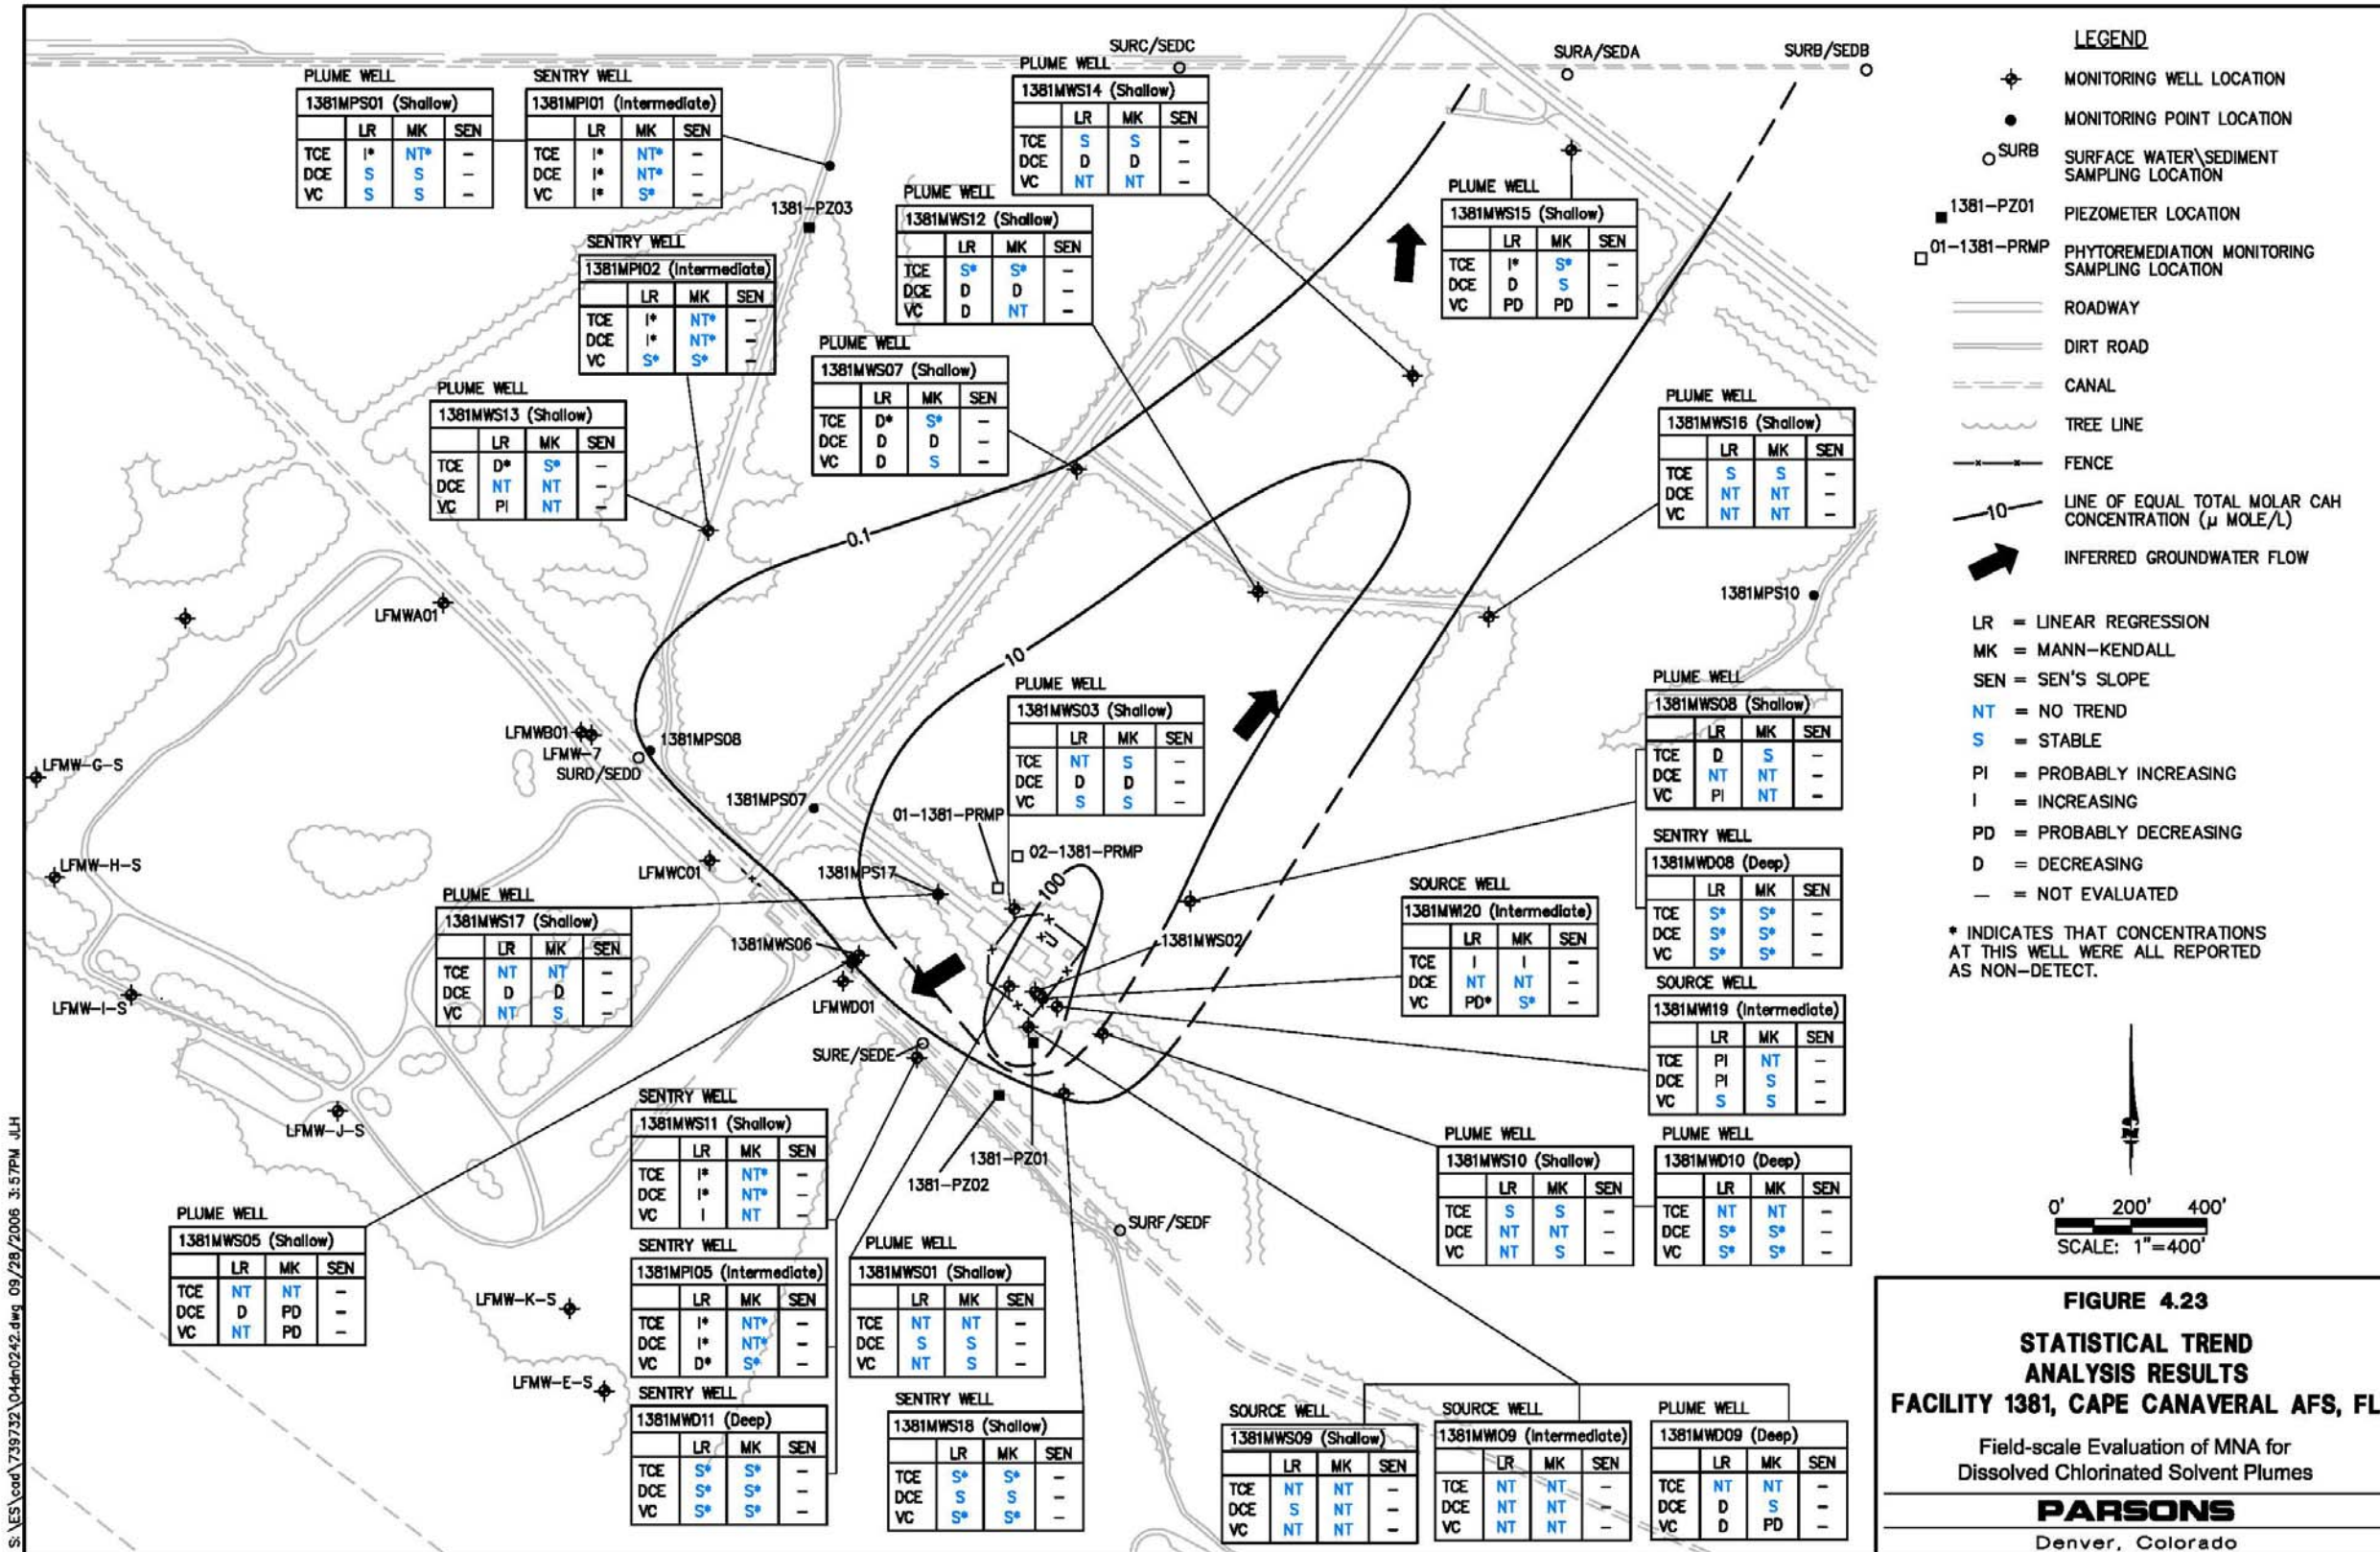 SURC/SEDC
SURA/SEDA
SURB/SEDB
PLUME WELL
1381MPS01 (Shallow)
LR MK SEN
TCE I* NT* –
DCE S S –
VC S S –
SENTRY WELL
1381MPI01 (Intermediate)
LR MK SEN
TCE I* NT* –
DCE I* NT* –
VC I* S* –
PLUME WELL
1381MWS14 (Shallow)
LR MK SEN
TCE S S –
DCE D D –
VC NT NT –
1381-PZ03
PLUME WELL
1381MWS12 (Shallow)
LR MK SEN
TCE S* S* –
DCE D D –
VC D NT –
PLUME WELL
1381MWS15 (Shallow)
LR MK SEN
TCE I* S* –
DCE D S –
VC PD PD –
SENTRY WELL
1381MPI02 (Intermediate)
LR MK SEN
TCE I* NT* –
DCE I* NT* –
VC S* S* –
PLUME WELL
1381MWS07 (Shallow)
LR MK SEN
TCE D* S* –
DCE D D –
VC D S –
PLUME WELL
1381MWS13 (Shallow)
LR MK SEN
TCE D* S* –
DCE NT NT –
VC PI NT –
PLUME WELL
1381MWS16 (Shallow)
LR MK SEN
TCE S S –
DCE NT NT –
VC NT NT –
0.1
10
100
LFMWA01
1381MPS10
LFMWB01
LFMW-7
SURD/SEDD
1381MPS08
1381MPS07
LFMW-G-S
LFMW-H-S
LFMWC01
1381MPS17
01-1381-PRMP
02-1381-PRMP
PLUME WELL
1381MWS03 (Shallow)
LR MK SEN
TCE NT S –
DCE D D –
VC S S –
PLUME WELL
1381MWS08 (Shallow)
LR MK SEN
TCE D S –
DCE NT NT –
VC PI NT –
SENTRY WELL
1381MWD08 (Deep)
LR MK SEN
TCE S* S* –
DCE S* S* –
VC S* S* –
PLUME WELL
1381MWS17 (Shallow)
LR MK SEN
TCE NT NT –
DCE D D –
VC NT S –
1381MWS06
1381MWS02
SOURCE WELL
1381MWI20 (Intermediate)
LR MK SEN
TCE I I –
DCE NT NT –
VC PD* S* –
SOURCE WELL
1381MWI19 (Intermediate)
LR MK SEN
TCE PI NT –
DCE PI S –
VC S S –
LFMW-I-S
LFMWD01
SURE/SEDE
LFMW-J-S
1381-PZ01
1381-PZ02
SURF/SEDF
SENTRY WELL
1381MWS11 (Shallow)
LR MK SEN
TCE I* NT* –
DCE I* NT* –
VC I NT –
PLUME WELL
1381MWS10 (Shallow)
LR MK SEN
TCE S S –
DCE NT NT –
VC NT S –
PLUME WELL
1381MWD10 (Deep)
LR MK SEN
TCE NT NT –
DCE S* S* –
VC S* S* –
PLUME WELL
1381MWS05 (Shallow)
LR MK SEN
TCE NT NT –
DCE D PD –
VC NT PD –
SENTRY WELL
1381MPI05 (Intermediate)
LR MK SEN
TCE I* NT* –
DCE I* NT* –
VC D* S* –
PLUME WELL
1381MWS01 (Shallow)
LR MK SEN
TCE NT NT –
DCE S S –
VC NT S –
LFMW-K-S
LFMW-E-S
SENTRY WELL
1381MWD11 (Deep)
LR MK SEN
TCE S* S* –
DCE S* S* –
VC S* S* –
SENTRY WELL
1381MWS18 (Shallow)
LR MK SEN
TCE S* S* –
DCE S S –
VC S* S* –
SOURCE WELL
1381MWS09 (Shallow)
LR MK SEN
TCE NT NT –
DCE S NT –
VC NT NT –
SOURCE WELL
1381MWI09 (Intermediate)
LR MK SEN
TCE NT NT –
DCE NT NT –
VC NT NT –
PLUME WELL
1381MWD09 (Deep)
LR MK SEN
TCE NT NT –
DCE D S –
VC D PD –
LEGEND
MONITORING WELL LOCATION
MONITORING POINT LOCATION
SURB SURFACE WATER\SEDIMENT
SAMPLING LOCATION
1381-PZ01 PIEZOMETER LOCATION
01-1381-PRMP PHYTOREMEDIATION MONITORING
SAMPLING LOCATION
ROADWAY
DIRT ROAD
CANAL
TREE LINE
FENCE
10 LINE OF EQUAL TOTAL MOLAR CAH
CONCENTRATION (µ MOLE/L)
INFERRED GROUNDWATER FLOW
LR = LINEAR REGRESSION
MK = MANN-KENDALL
SEN = SEN'S SLOPE
NT = NO TREND
S = STABLE
PI = PROBABLY INCREASING
I = INCREASING
PD = PROBABLY DECREASING
D = DECREASING
– = NOT EVALUATED
* INDICATES THAT CONCENTRATIONS
AT THIS WELL WERE ALL REPORTED
AS NON-DETECT.
0' 200' 400'
SCALE: 1"=400'
FIGURE 4.23
STATISTICAL TREND
ANALYSIS RESULTS
FACILITY 1381, CAPE CANAVERAL AFS, FL
Field-scale Evaluation of MNA for
Dissolved Chlorinated Solvent Plumes
PARSONS
Denver, Colorado
S:\ES\cad\739732\04dn0242.dwg 09/28/2006 3:57PM JLH